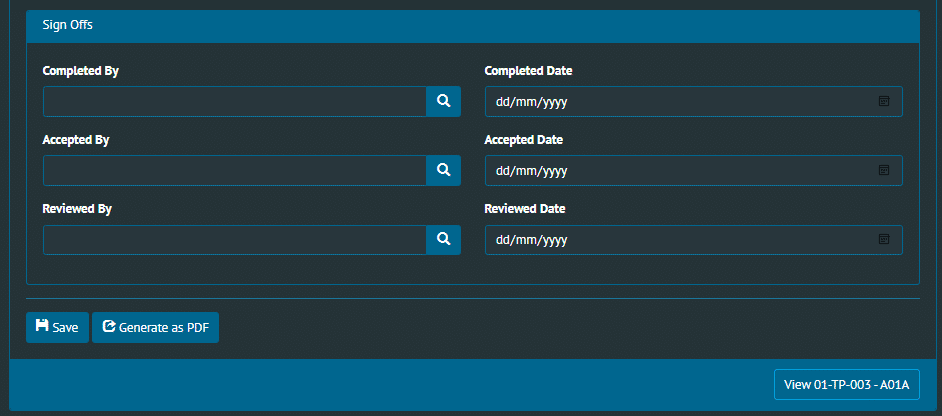 Sign Offs
Completed By
Completed Date
dd/mm/yyyy
Accepted By
Accepted Date
dd/mm/yyyy
Reviewed By
Reviewed Date
dd/mm/yyyy
Save
Generate as PDF
View 01-TP-003 - A01A